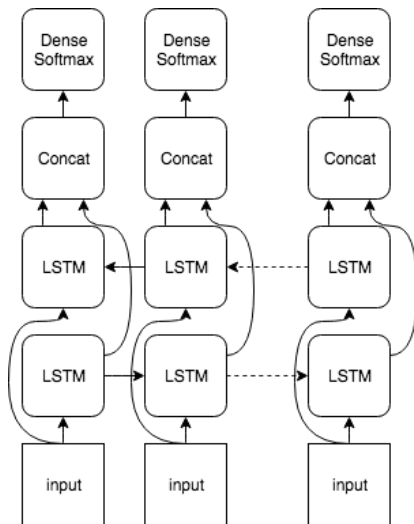 Dense
Softmax
Dense
Softmax
Dense
Softmax
Concat
Concat
Concat
LSTM
LSTM
LSTM
LSTM
LSTM
LSTM
input
input
input